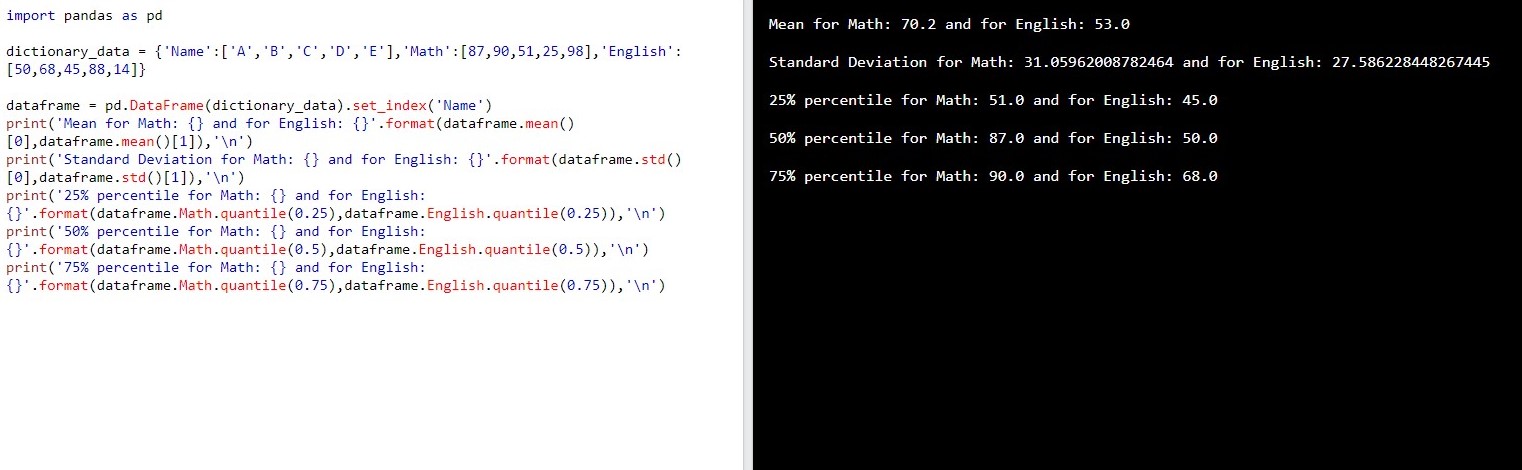 import pandas as pd
dictionary_data = {'Name':['A','B','C','D','E'],'Math':[87,90,51,25,98],'English':
[50,68,45,88,14]}
dataframe = pd.DataFrame(dictionary_data).set_index('Name')
print('Mean for Math: {} and for English: {}'.format(dataframe.mean()
[0],dataframe.mean()[1]),'\n')
print('Standard Deviation for Math: {} and for English: {}'.format(dataframe.std()
[0],dataframe.std()[1]),'\n')
print('25% percentile for Math: {} and for English:
{}'.format(dataframe.Math.quantile(0.25),dataframe.English.quantile(0.25)),'\n')
print('50% percentile for Math: {} and for English:
{}'.format(dataframe.Math.quantile(0.5),dataframe.English.quantile(0.5)),'\n')
print('75% percentile for Math: {} and for English:
{}'.format(dataframe.Math.quantile(0.75),dataframe.English.quantile(0.75)),'\n')
Mean for Math: 70.2 and for English: 53.0
Standard Deviation for Math: 31.05962008782464 and for English: 27.586228448267445
25% percentile for Math: 51.0 and for English: 45.0
50% percentile for Math: 87.0 and for English: 50.0
75% percentile for Math: 90.0 and for English: 68.0